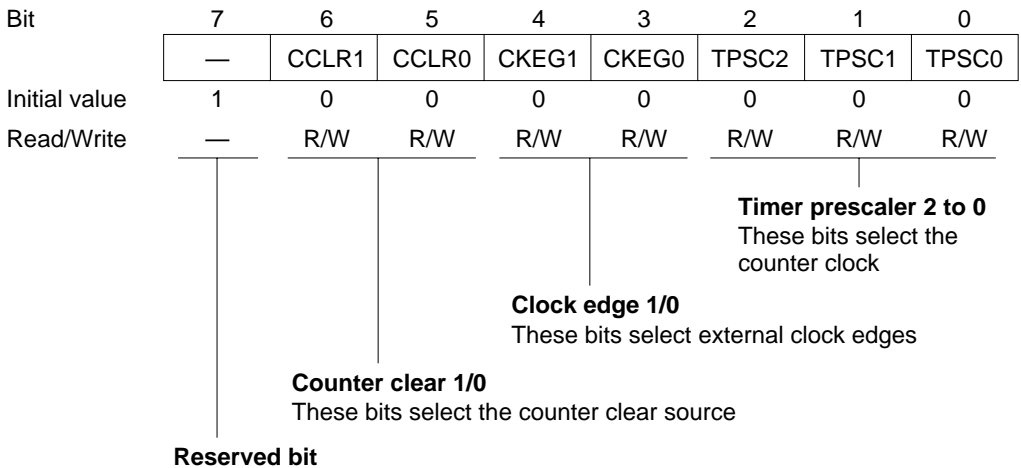 Bit 7 6 5 4 3 2 1 0
— CCLR1 CCLR0 CKEG1 CKEG0 TPSC2 TPSC1 TPSC0
Initial value 1 0 0 0 0 0 0 0
Read/Write — R/W R/W R/W R/W R/W R/W R/W
Timer prescaler 2 to 0
These bits select the
counter clock
Clock edge 1/0
These bits select external clock edges
Counter clear 1/0
These bits select the counter clear source
Reserved bit